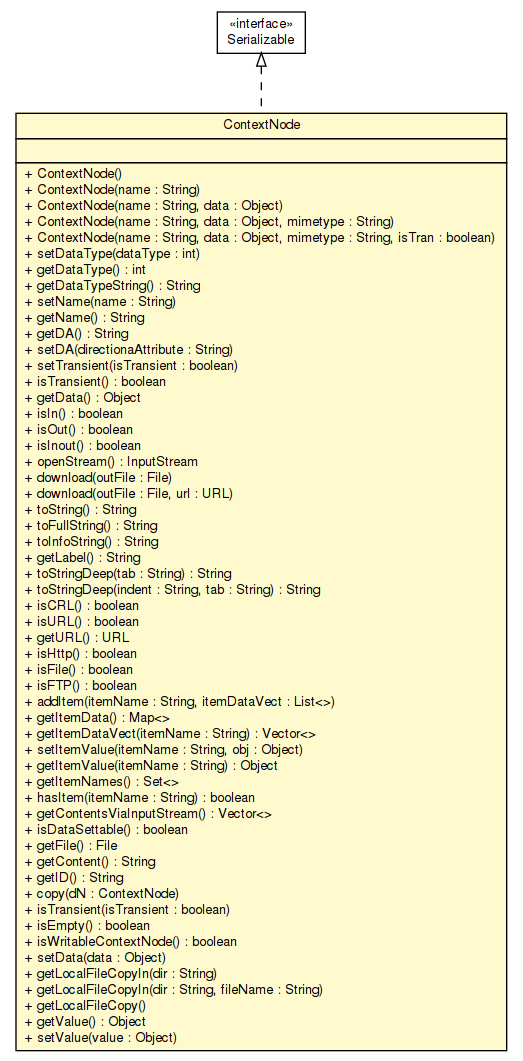 «interface»
Serializable
ContextNode
+ ContextNode()
+ ContextNode(name : String)
+ ContextNode(name : String, data : Object)
+ ContextNode(name : String, data : Object, mimetype : String)
+ ContextNode(name : String, data : Object, mimetype : String, isTran : boolean)
+ setDataType(dataType : int)
+ getDataType() : int
+ getDataTypeString() : String
+ setName(name : String)
+ getName() : String
+ getDA() : String
+ setDA(directionaAttribute : String)
+ setTransient(isTransient : boolean)
+ isTransient() : boolean
+ getData() : Object
+ isIn() : boolean
+ isOut() : boolean
+ isInout() : boolean
+ openStream() : InputStream
+ download(outFile : File)
+ download(outFile : File, url : URL)
+ toString() : String
+ toFullString() : String
+ toInfoString() : String
+ getLabel() : String
+ toStringDeep(tab : String) : String
+ toStringDeep(indent : String, tab : String) : String
+ isCRL() : boolean
+ isURL() : boolean
+ getURL() : URL
+ isHttp() : boolean
+ isFile() : boolean
+ isFTP() : boolean
+ addItem(itemName : String, itemDataVect : List<>)
+ getItemData() : Map<>
+ getItemDataVect(itemName : String) : Vector<>
+ setItemValue(itemName : String, obj : Object)
+ getItemValue(itemName : String) : Object
+ getItemNames() : Set<>
+ hasItem(itemName : String) : boolean
+ getContentsViaInputStream() : Vector<>
+ isDataSettable() : boolean
+ getFile() : File
+ getContent() : String
+ getID() : String
+ copy(dN : ContextNode)
+ isTransient(isTransient : boolean)
+ isEmpty() : boolean
+ isWritableContextNode() : boolean
+ setData(data : Object)
+ getLocalFileCopyIn(dir : String)
+ getLocalFileCopyIn(dir : String, fileName : String)
+ getLocalFileCopy()
+ getValue() : Object
+ setValue(value : Object)